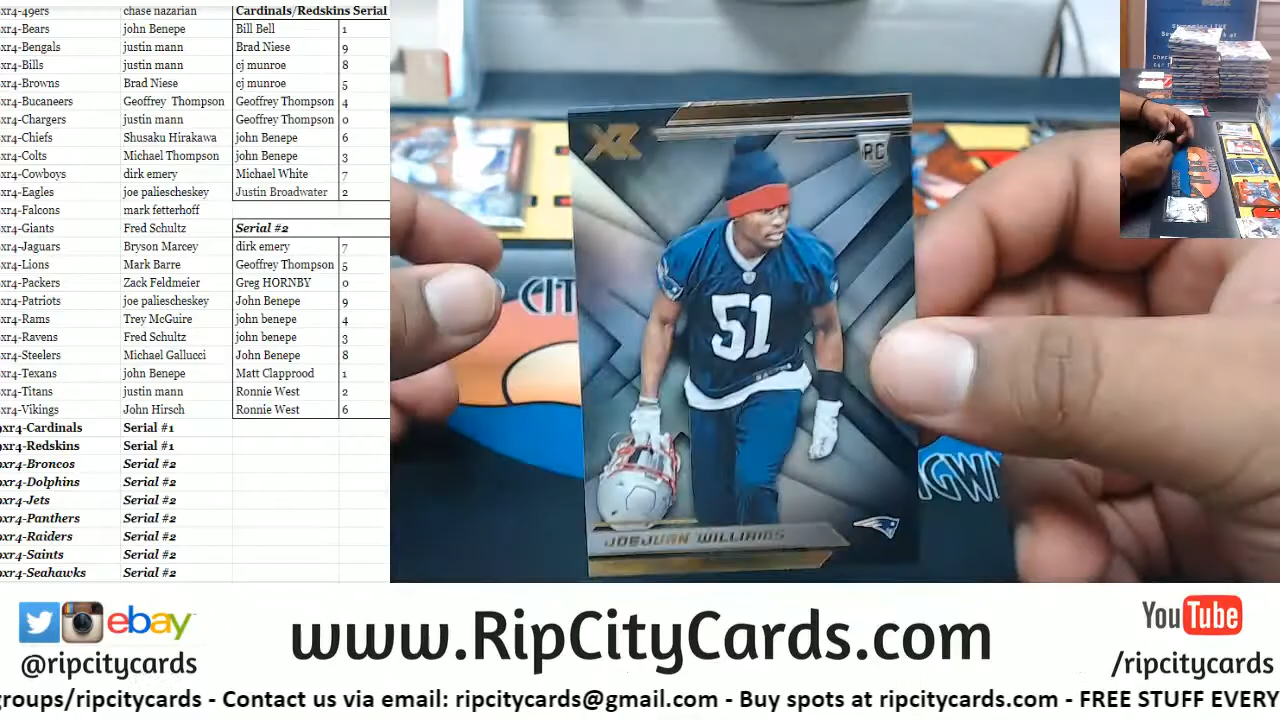 xr4-49ers chase nazarian Cardinals/Redskins Serial
xr4-Bears john Benepe Bill Bell 1
xr4-Bengals justin mann Brad Niese 9
xr4-Bills justin mann cj munroe 8
xr4-Browns Brad Niese cj munroe 5
xr4-Bucaneers Geoffrey Thompson Geoffrey Thompson 4
xr4-Chargers justin mann Geoffrey Thompson 0
xr4-Chiefs Shusaku Hirakawa john Benepe 6
xr4-Colts Michael Thompson john Benepe 3
xr4-Cowboys dirk emery Michael White 7
xr4-Eagles joe paliescheskey Justin Broadwater 2
xr4-Falcons mark fetterhoff
xr4-Giants Fred Schultz Serial #2
xr4-Jaguars Bryson Marcey dirk emery 7
xr4-Lions Mark Barre Geoffrey Thompson 5
xr4-Packers Zack Feldmeier Greg HORNBY 0
xr4-Patriots joe paliescheskey John Benepe 9
xr4-Rams Trey McGuire john benepe 4
xr4-Ravens Fred Schultz john benepe 3
xr4-Steelers Michael Gallucci John Benepe 8
xr4-Texans john Benepe Matt Clapprood 1
xr4-Titans justin mann Ronnie West 2
xr4-Vikings John Hirsch Ronnie West 6
xr4-Cardinals Serial #1
xr4-Redskins Serial #1
xr4-Broncos Serial #2
xr4-Dolphins Serial #2
xr4-Jets Serial #2
xr4-Panthers Serial #2
xr4-Raiders Serial #2
xr4-Saints Serial #2
xr4-Seahawks Serial #2
XR
RC
51
JOEJUAN WILLIAMS
P CIT
NGWN
ebay
@ripcitycards
www.RipCityCards.com
YouTube
/ripcitycards
groups/ripcitycards - Contact us via email: ripcitycards@gmail.com - Buy spots at ripcitycards.com - FREE STUFF EVERY